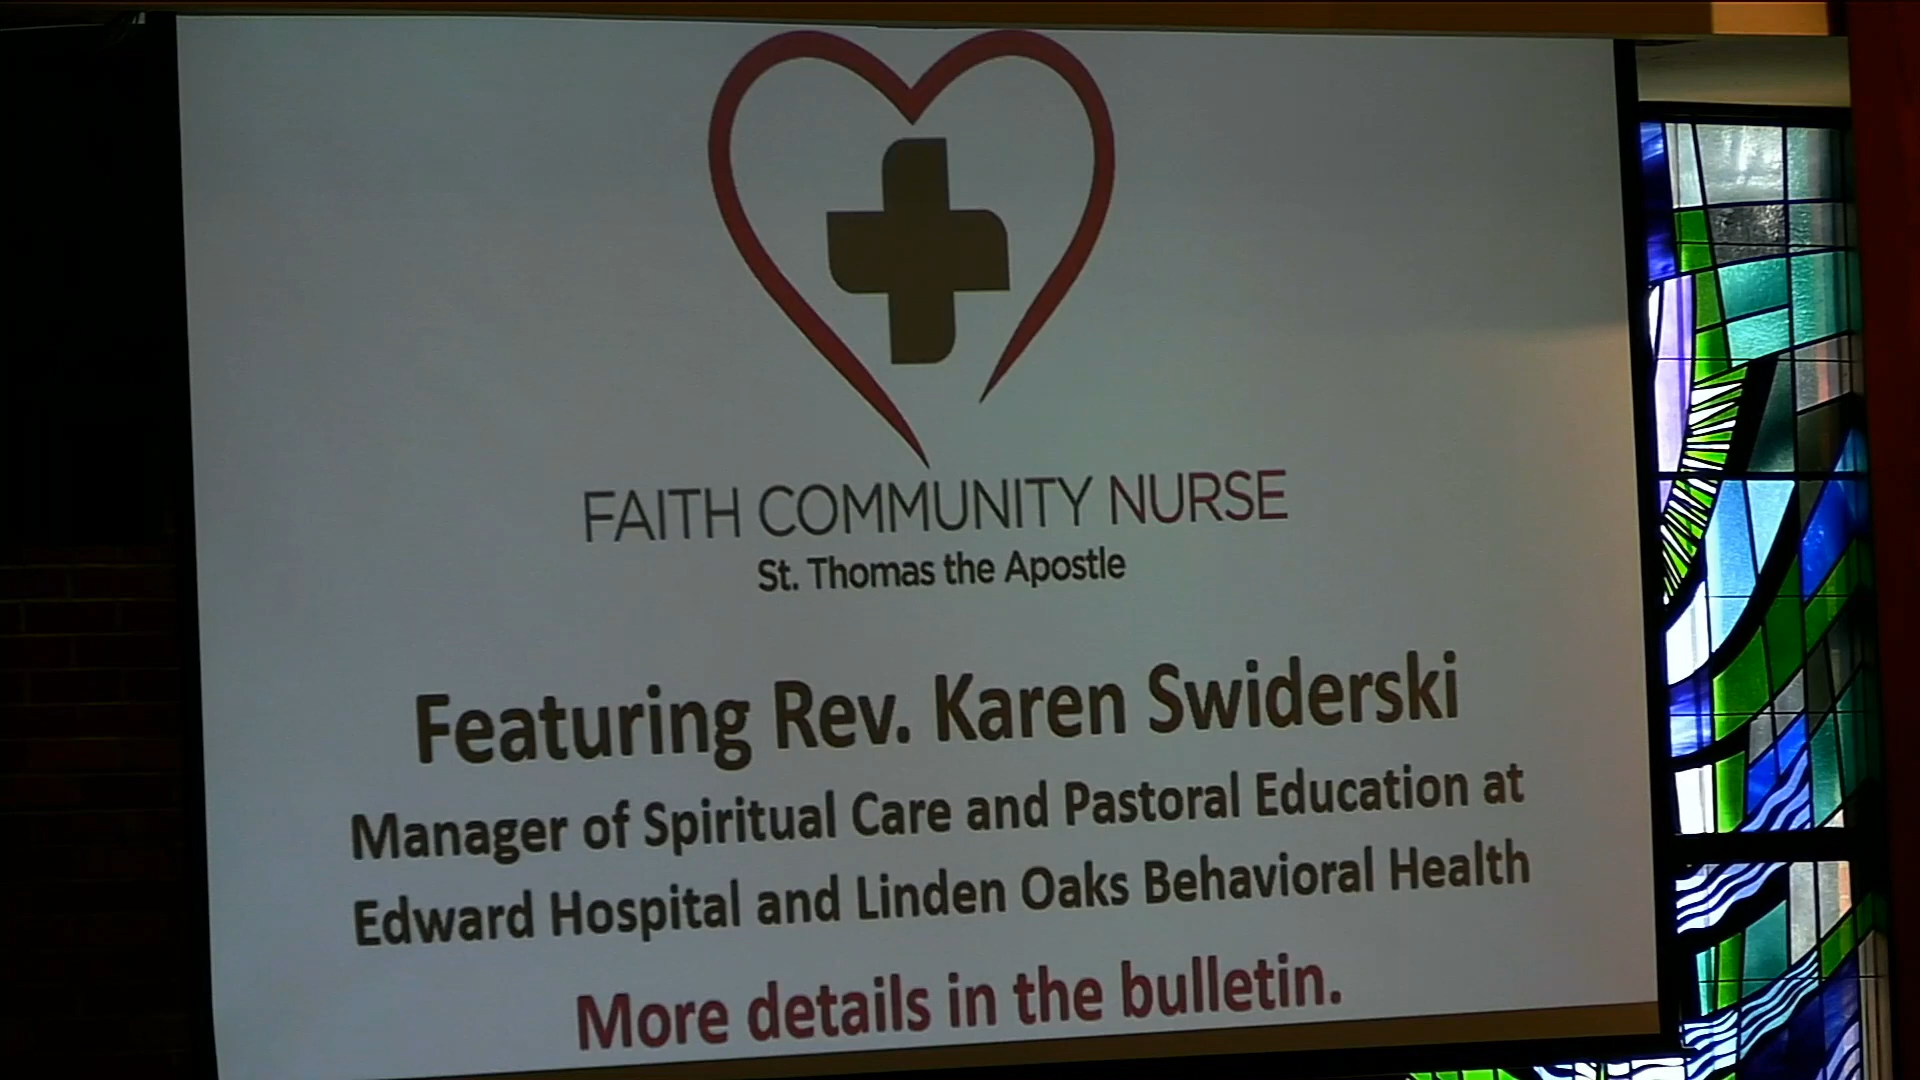 FAITH COMMUNITY NURSE
St. Thomas the Apostle
Featuring Rev. Karen Swiderski
Manager of Spiritual Care and Pastoral Education at
Edward Hospital and Linden Oaks Behavioral Health
More details in the bulletin.